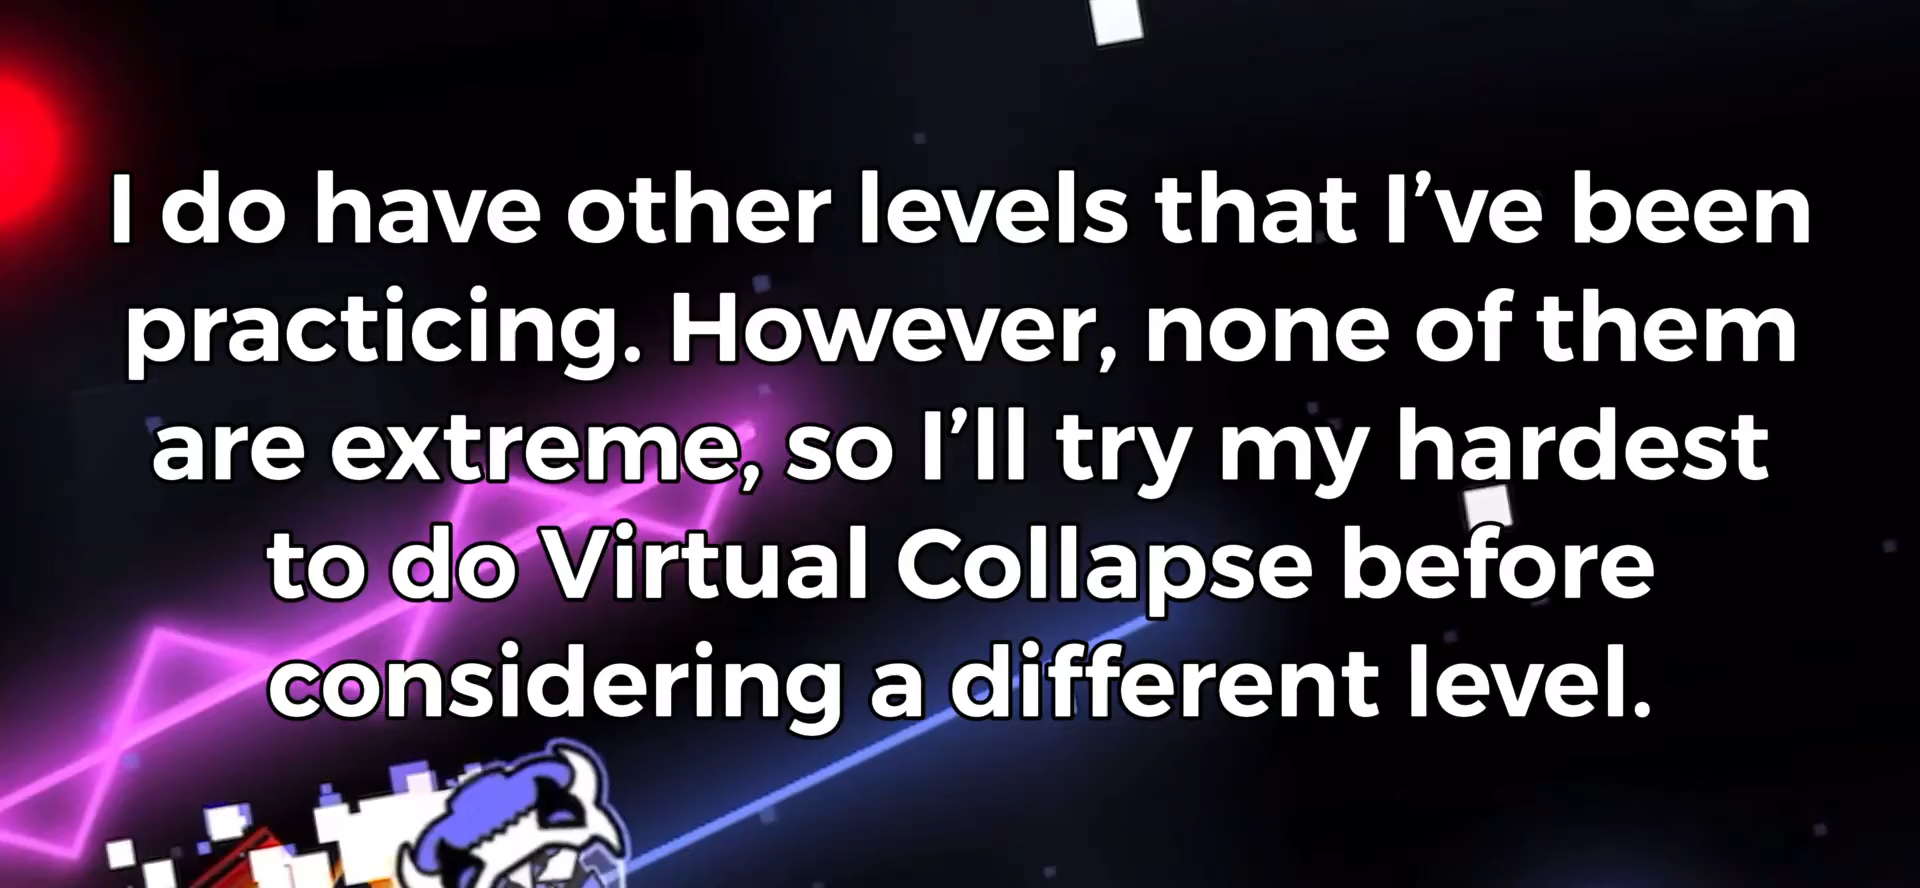 I do have other levels that I’ve been
practicing. However, none of them
are extreme, so I’ll try my hardest
to do Virtual Collapse before
considering a different level.